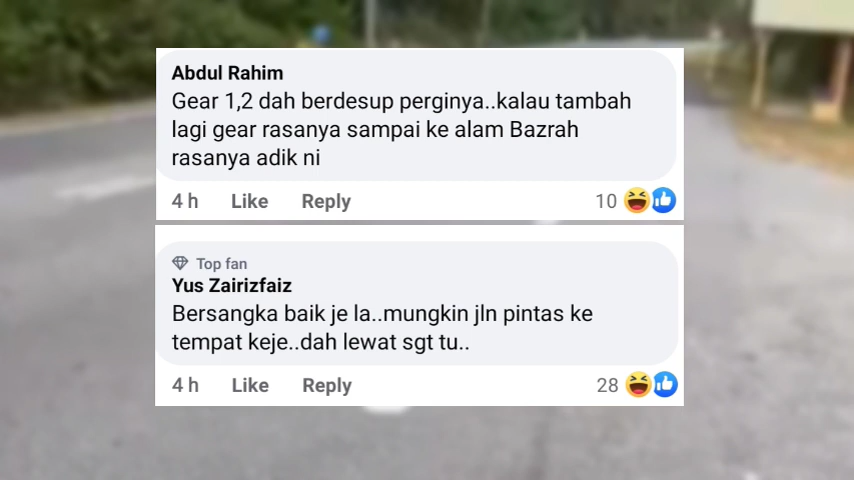 Abdul Rahim
Gear 1,2 dah berdesup perginya..kalau tambah
lagi gear rasanya sampai ke alam Bazrah
rasanya adik ni
4 h Like Reply 10
Top fan
Yus Zairizfaiz
Bersangka baik je la..mungkin jln pintas ke
tempat keje..dah lewat sgt tu..
4 h Like Reply 28